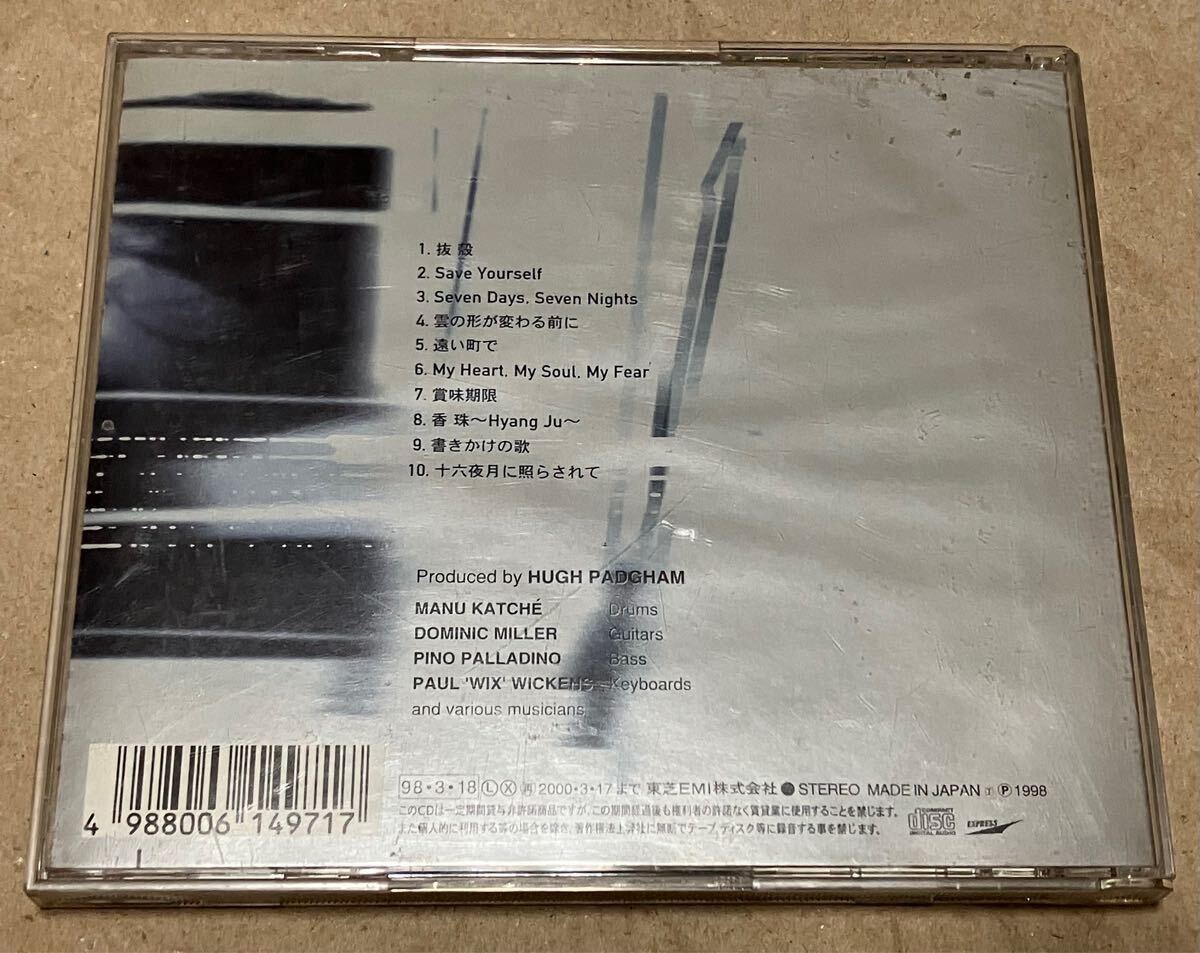 1. 抜 殻
2. Save Yourself
3. Seven Days, Seven Nights
4. 雲の形が変わる前に
5. 遠い町で
6. My Heart, My Soul, My Fear
7. 賞味期限
8. 香 珠〜Hyang Ju〜
9. 書きかけの歌
10. 十六夜月に照らされて
Produced by HUGH PADGHAM
MANU KATCHÉ Drums
DOMINIC MILLER Guitars
PINO PALLADINO Bass
PAUL 'WIX' WICKENS Keyboards
and various musicians
98・3・18 Ⓛ Ⓧ 再 2000・3・17まで 東芝EMI株式会社 ● STEREO MADE IN JAPAN Ⓟ 1998
このCDは一定期間貸与非許諾商品ですが、この期間経過後も権利者の許諾なく賃貸業に使用することを禁じます。
また個人的に利用する等の場合を除き、著作権法上弊社に無断でテープ、ディスク等に録音する事を禁じます。
COMPACT disc DIGITAL AUDIO
EXPRESS
4 988006 149717